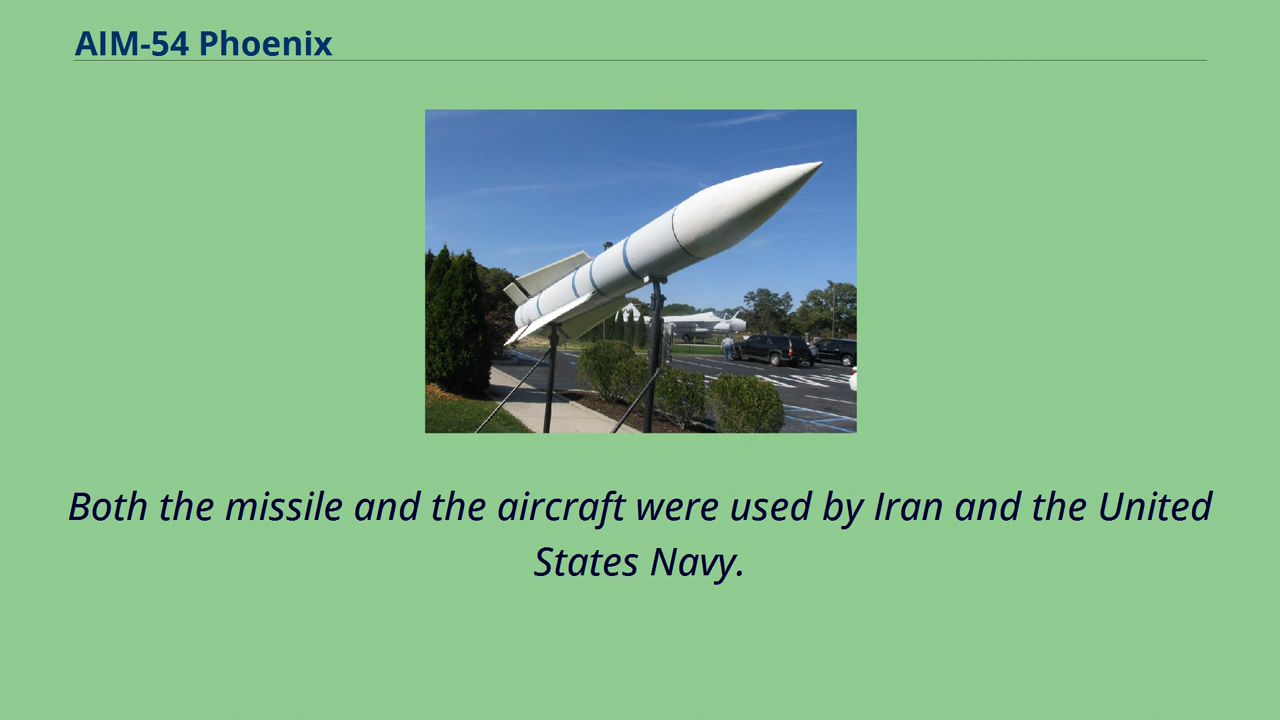 AIM-54 Phoenix
Both the missile and the aircraft were used by Iran and the United
States Navy.